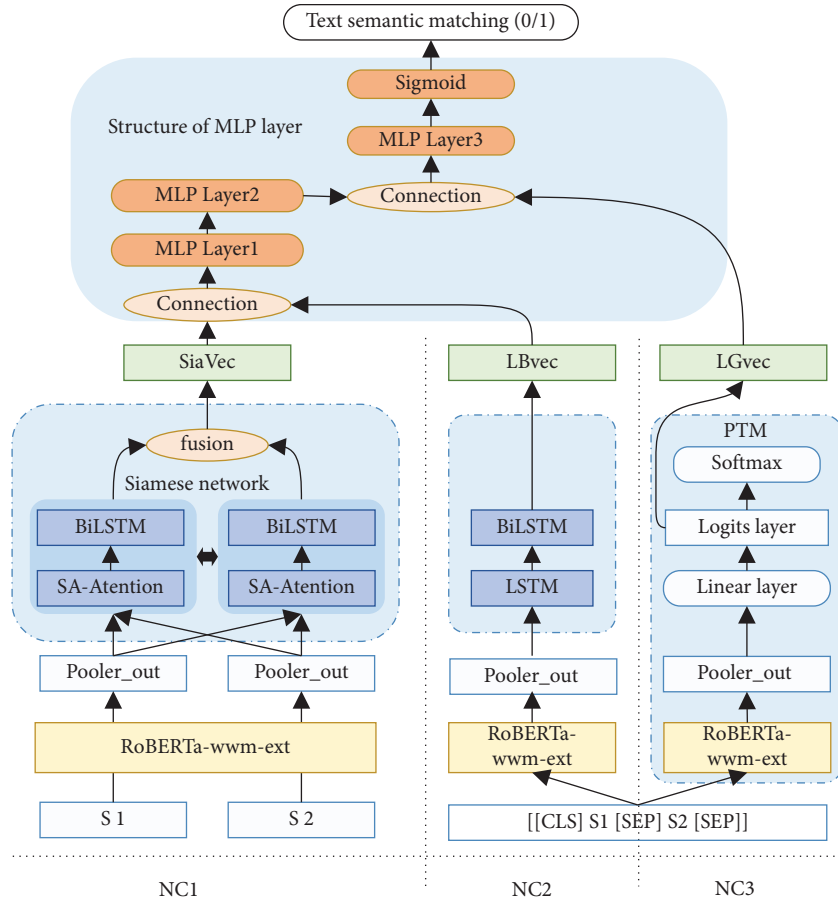 Text semantic matching (0/1)
Sigmoid
Structure of MLP layer
MLP Layer3
MLP Layer2
Connection
MLP Layer1
Connection
SiaVec
LBvec
LGvec
fusion
PTM
Softmax
Siamese network
BiLSTM
BiLSTM
BiLSTM
Logits layer
SA-Atention
SA-Atention
LSTM
Linear layer
Pooler_out
Pooler_out
Pooler_out
Pooler_out
RoBERTa-wwm-ext
RoBERTa-
wwm-ext
RoBERTa-
wwm-ext
S 1
S 2
[[CLS] S1 [SEP] S2 [SEP]]
NC1
NC2
NC3